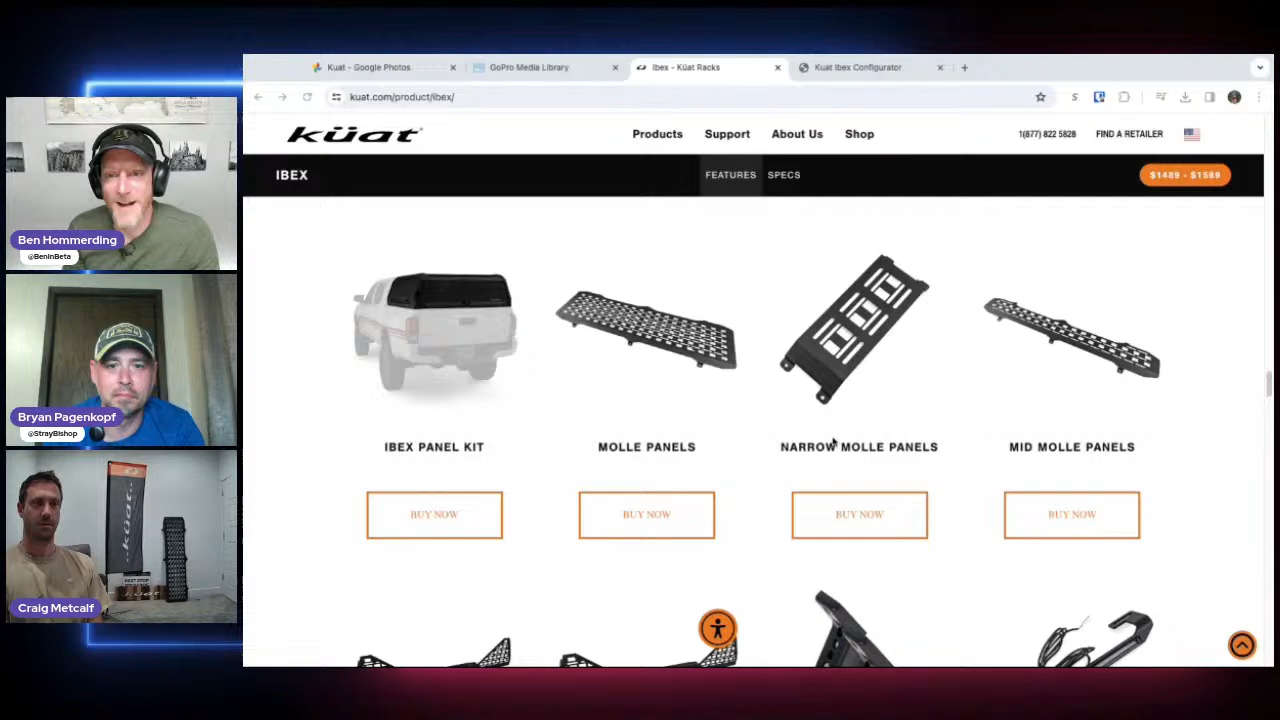 Kuat - Google Photos
GoPro Media Library
Ibex - Küat Racks
Kuat Ibex Configurator
kuat.com/product/ibex/
küat
Products
Support
About Us
Shop
1(877) 822 5828
FIND A RETAILER
IBEX
FEATURES
SPECS
$1489 - $1589
IBEX PANEL KIT
MOLLE PANELS
NARROW MOLLE PANELS
MID MOLLE PANELS
BUY NOW
BUY NOW
BUY NOW
BUY NOW
Ben Hommerding
@BeninBeta
Bryan Pagenkopf
@StrayBishop
küat
küat
Craig Metcalf